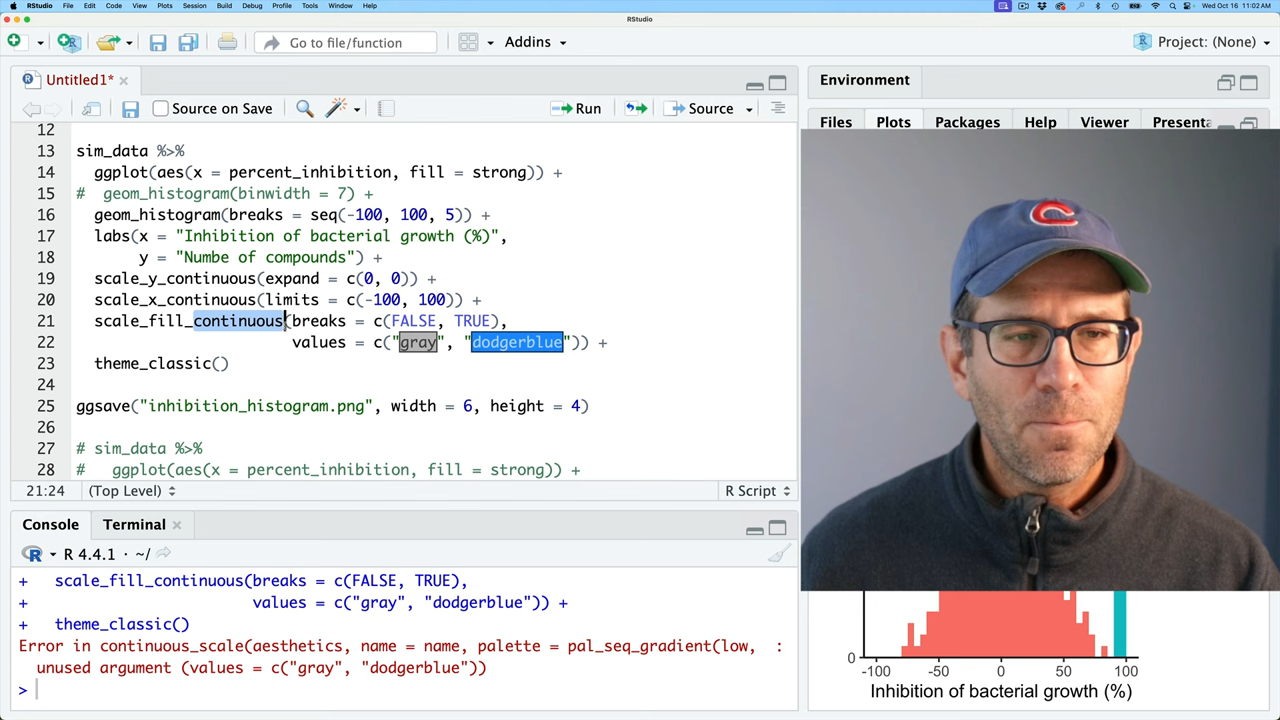 RStudio File Edit Code View Plots Session Build Debug Profile Tools Window Help Wed Oct 16 11:02 AM
RStudio
Go to file/function Addins Project: (None)
Untitled1*
Source on Save Run Source
12
13 sim_data %>%
14 ggplot(aes(x = percent_inhibition, fill = strong)) +
15 # geom_histogram(binwidth = 7) +
16 geom_histogram(breaks = seq(-100, 100, 5)) +
17 labs(x = "Inhibition of bacterial growth (%)",
18 y = "Numbe of compounds") +
19 scale_y_continuous(expand = c(0, 0)) +
20 scale_x_continuous(limits = c(-100, 100)) +
21 scale_fill_continuous(breaks = c(FALSE, TRUE),
22 values = c("gray", "dodgerblue")) +
23 theme_classic()
24
25 ggsave("inhibition_histogram.png", width = 6, height = 4)
26
27 # sim_data %>%
28 # ggplot(aes(x = percent_inhibition, fill = strong)) +
21:24 (Top Level) R Script
Console Terminal
R 4.4.1 · ~/
+ scale_fill_continuous(breaks = c(FALSE, TRUE),
+ values = c("gray", "dodgerblue")) +
+ theme_classic()
Error in continuous_scale(aesthetics, name = name, palette = pal_seq_gradient(low, :
unused argument (values = c("gray", "dodgerblue"))
>
Environment
Files Plots Packages Help Viewer Presenta
C
0
-100 -50 0 50 100
Inhibition of bacterial growth (%)